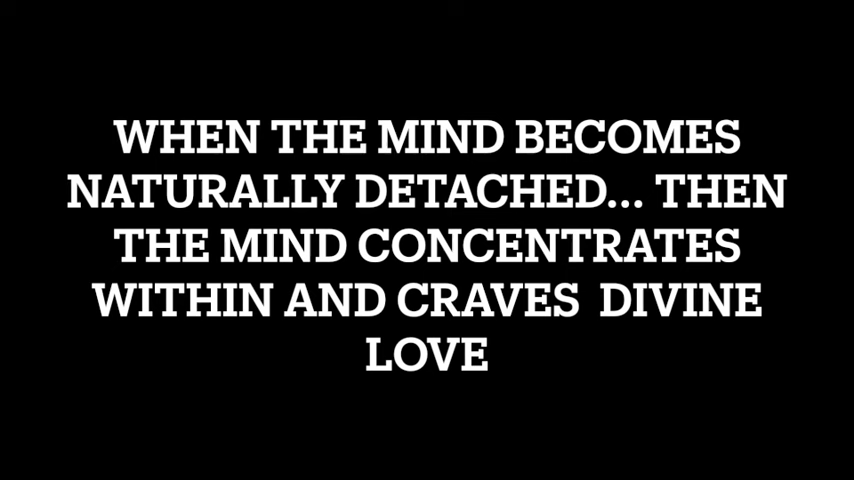 WHEN THE MIND BECOMES
NATURALLY DETACHED... THEN
THE MIND CONCENTRATES
WITHIN AND CRAVES  DIVINE
LOVE